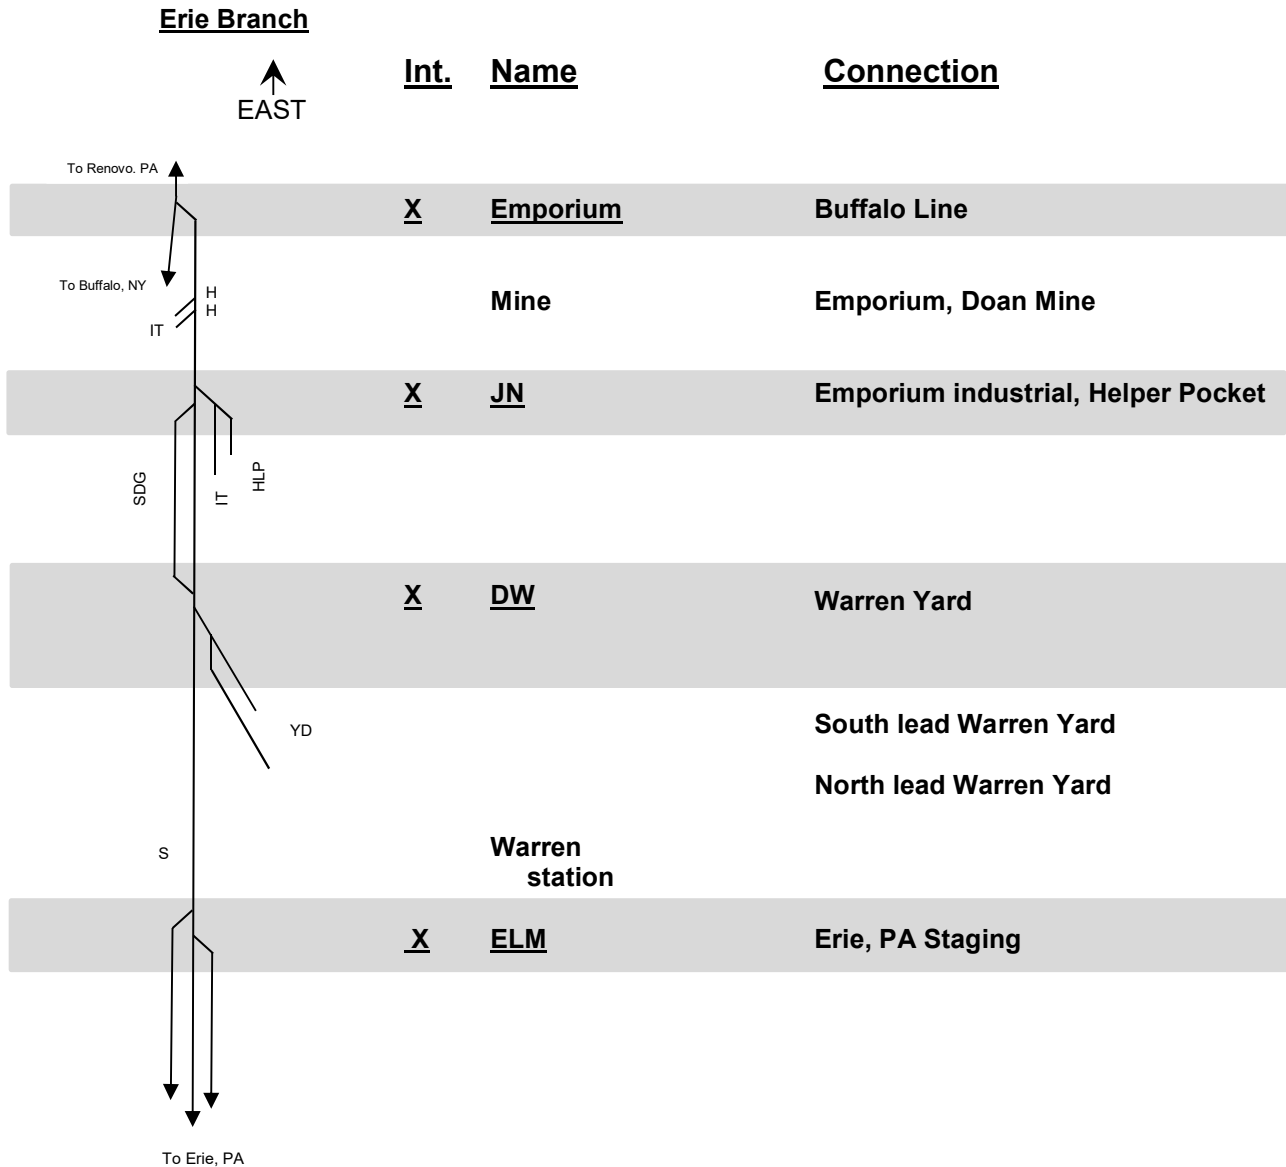 Erie Branch
Int. Name Connection
EAST
To Renovo. PA
X Emporium Buffalo Line
To Buffalo, NY
H
Mine Emporium, Doan Mine
H
IT
X JN Emporium industrial, Helper Pocket
SDG IT HLP
X DW Warren Yard
South lead Warren Yard
YD
North lead Warren Yard
S Warren
station
X ELM Erie, PA Staging
To Erie, PA